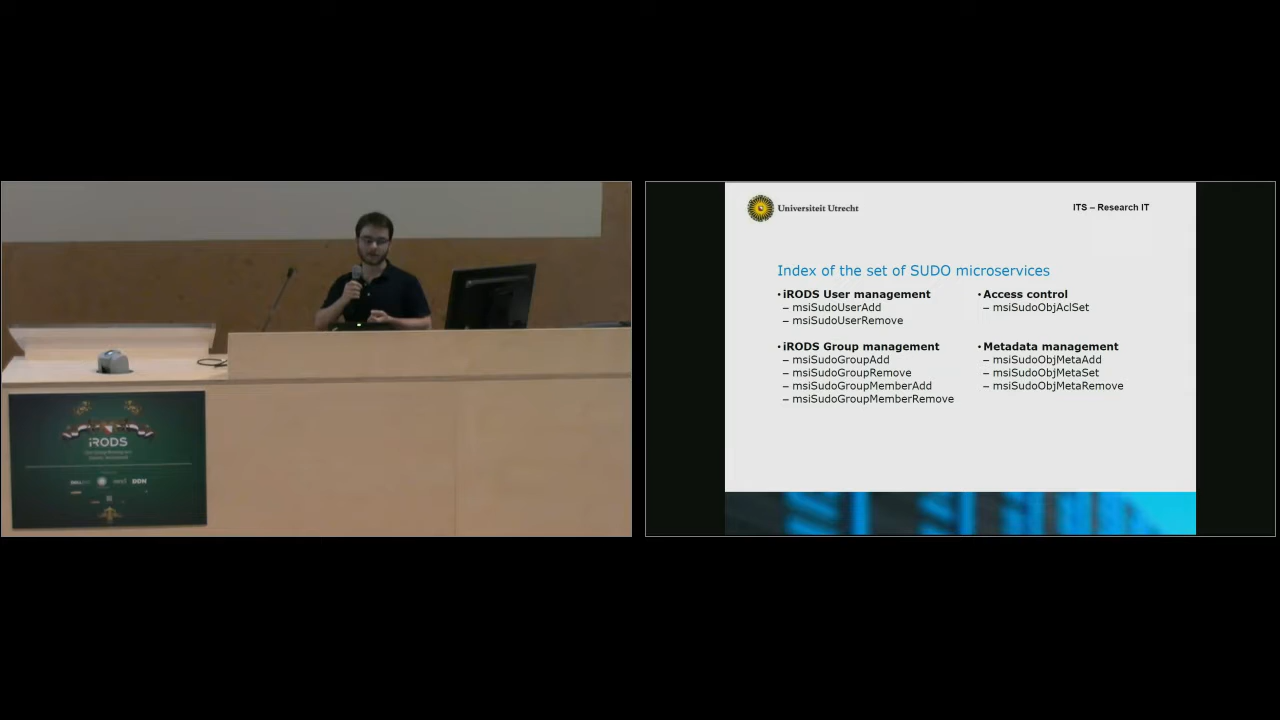 iRODS
DDN
Universiteit Utrecht
ITS – Research IT
Index of the set of SUDO microservices
• iRODS User management
– msiSudoUserAdd
– msiSudoUserRemove
• iRODS Group management
– msiSudoGroupAdd
– msiSudoGroupRemove
– msiSudoGroupMemberAdd
– msiSudoGroupMemberRemove
• Access control
– msiSudoObjAclSet
• Metadata management
– msiSudoObjMetaAdd
– msiSudoObjMetaSet
– msiSudoObjMetaRemove